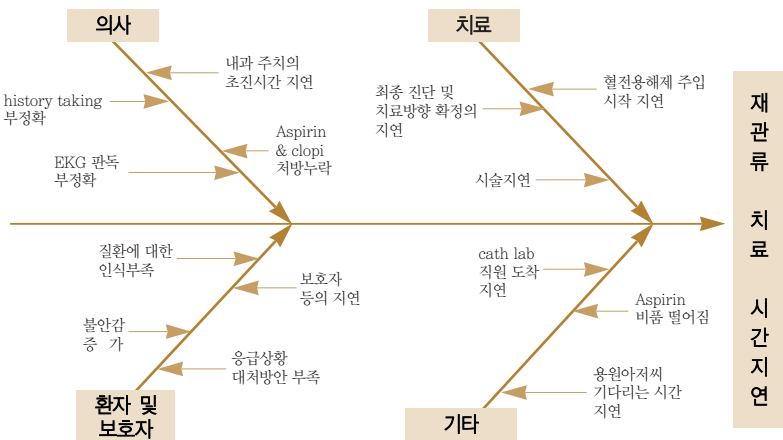 의사
내과 주치의
초진시간 지연
history taking
부정확
Aspirin
& clopi
처방누락
EKG 판독
부정확
치료
혈전용해제 주입
시작 지연
최종 진단 및
치료방향 확정의
지연
시술지연
재관류 치료 시간지연
질환에 대한
인식부족
보호자
등의 지연
불안감
증 가
응급상황
대처방안 부족
환자 및
보호자
cath lab
직원 도착
지연
Aspirin
비품 떨어짐
용원아저씨
기다리는 시간
지연
기타